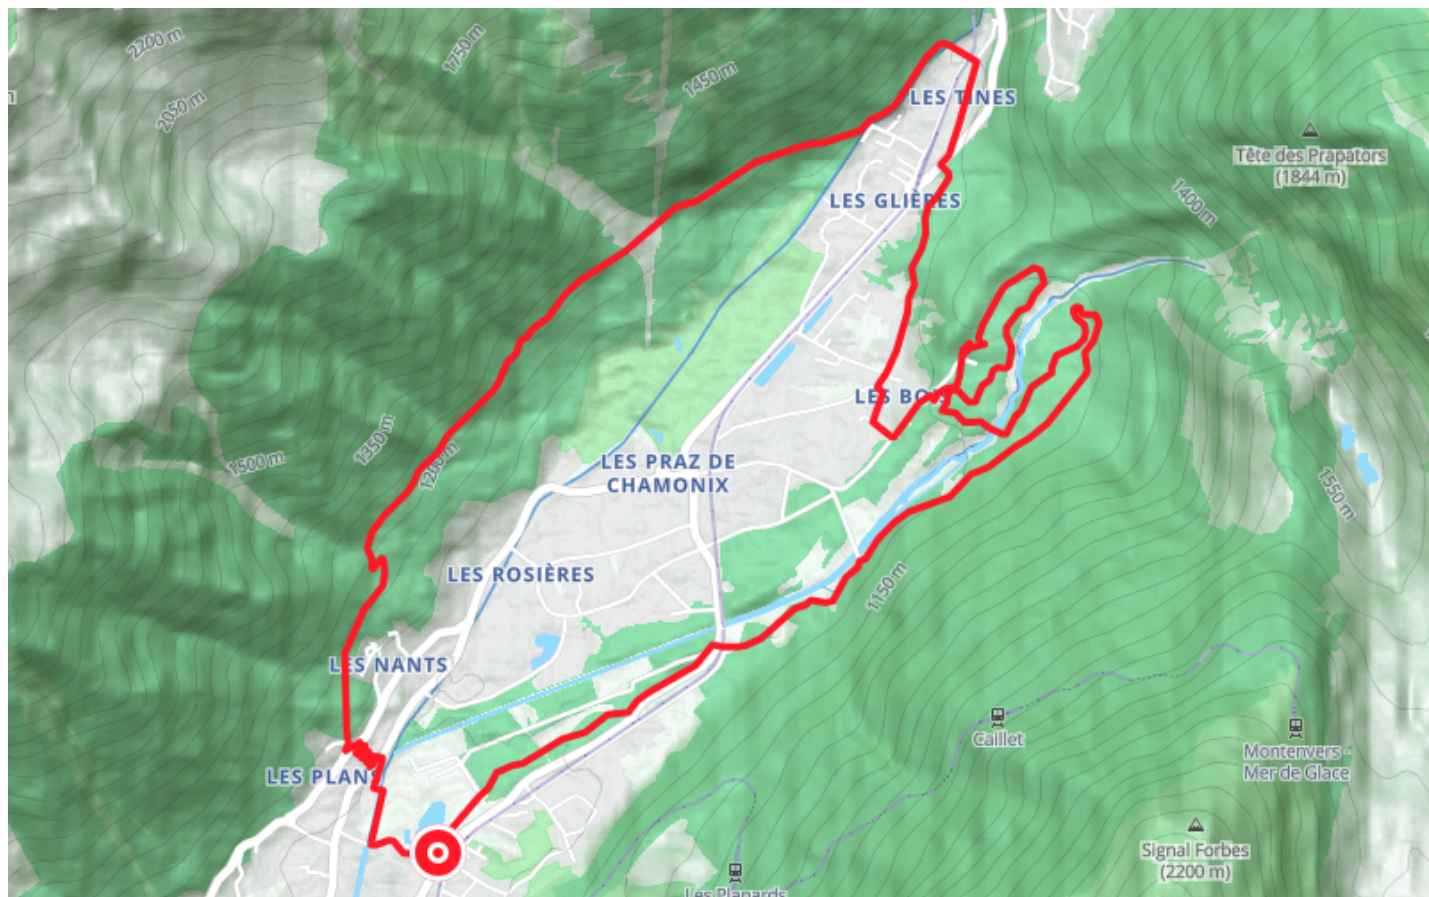 2200 m
1750 m
1450 m
2050 m
LES TINES
Tête des Prapators
(1844 m)
1400 m
LES GLIÈRES
LES BOIS
1350 m
1200 m
1500 m
LES PRAZ DE
CHAMONIX
1550 m
LES ROSIÈRES
1150 m
LES NANTS
Caillet
Montenvers -
Mer de Glace
LES PLANS
Signal Forbes
(2200 m)
Les Planards